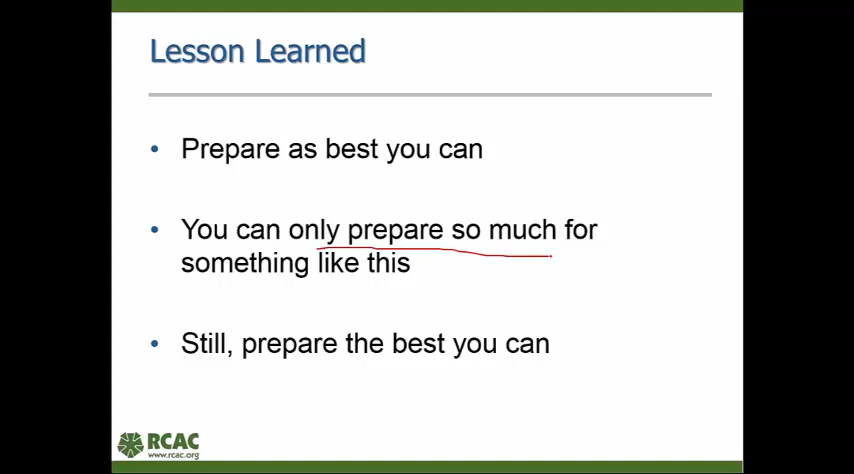 Lesson Learned
• Prepare as best you can
• You can only prepare so much for
something like this
• Still, prepare the best you can
RCAC
www.rcac.org